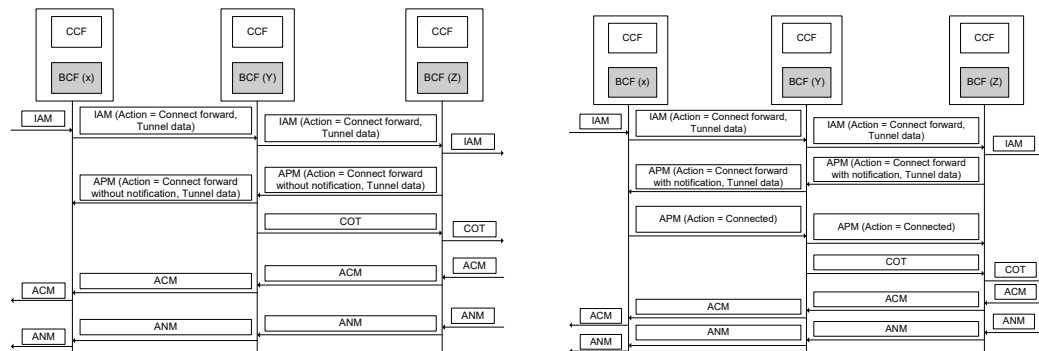 CCF
CCF
CCF
BCF (x)
BCF (Y)
BCF (Z)
IAM
IAM (Action = Connect forward,
Tunnel data)
IAM (Action = Connect forward,
Tunnel data)
IAM
APM (Action = Connect forward
without notification, Tunnel data)
APM (Action = Connect forward
without notification, Tunnel data)
COT
COT
ACM
ACM
ACM
ACM
ANM
ANM
ANM
ANM
CCF
CCF
CCF
BCF (x)
BCF (Y)
BCF (Z)
IAM
IAM (Action = Connect forward,
Tunnel data)
IAM (Action = Connect forward,
Tunnel data)
IAM
APM (Action = Connect forward
with notification, Tunnel data)
APM (Action = Connect forward
with notification, Tunnel data)
APM (Action = Connected)
APM (Action = Connected)
COT
COT
ACM
ACM
ACM
ACM
ANM
ANM
ANM
ANM